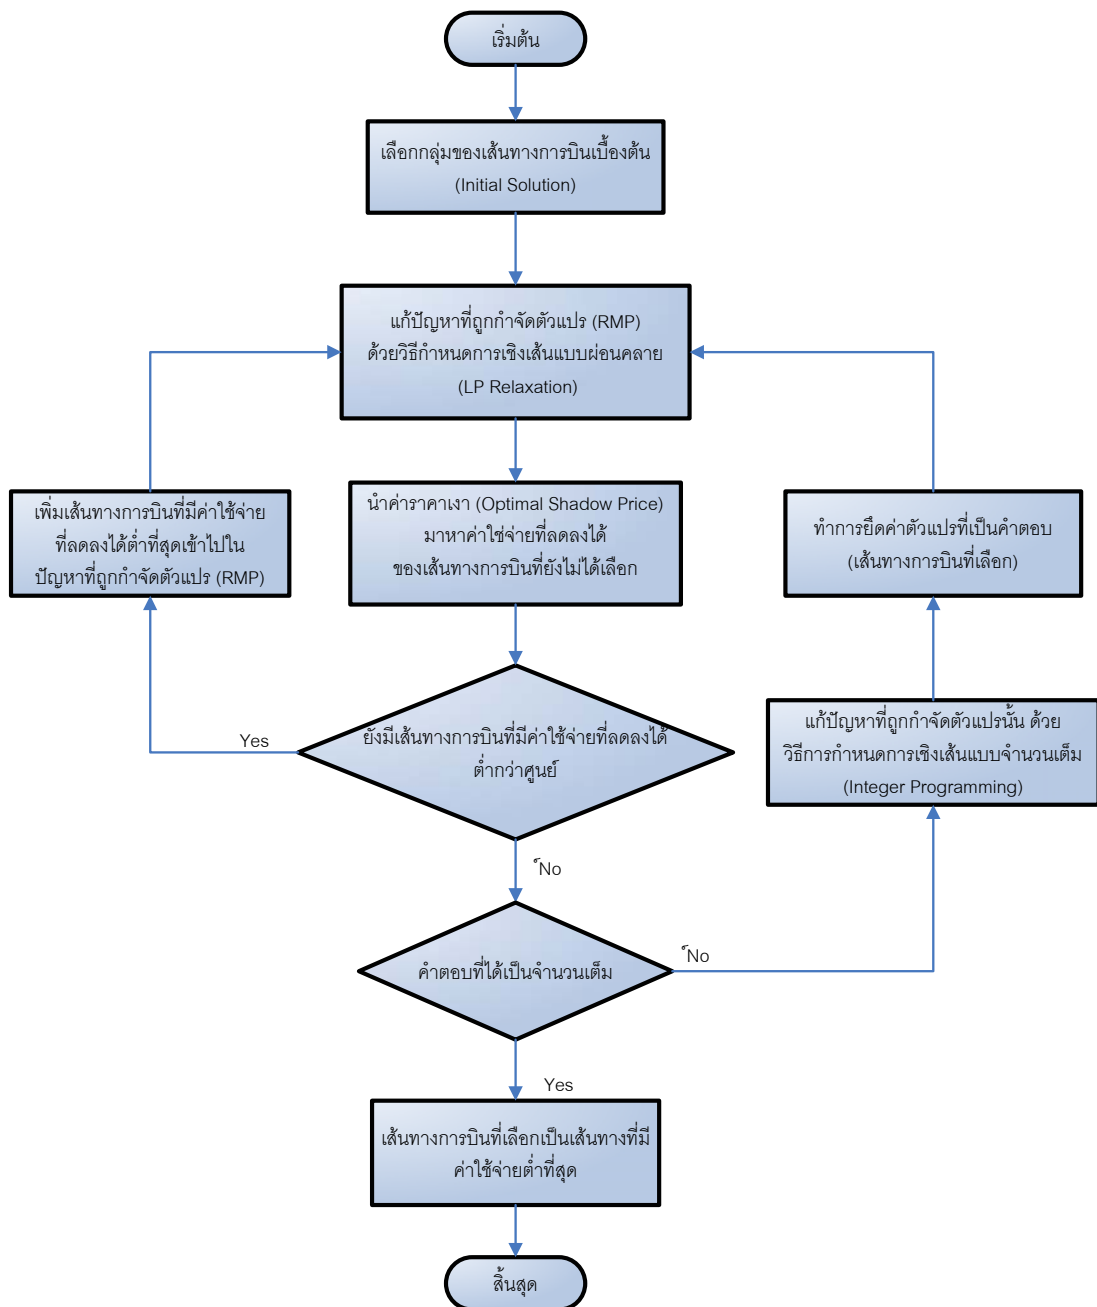 เริ่มต้น
เลือกกลุ่มของเส้นทางการบินเบื้องต้น
(Initial Solution)
แก้ปัญหาที่ถูกกำจัดตัวแปร (RMP)
ด้วยวิธีกำหนดการเชิงเส้นแบบผ่อนคลาย
(LP Relaxation)
เพิ่มเส้นทางการบินที่มีค่าใช้จ่าย
ที่ลดลงได้ต่ำที่สุดเข้าไปใน
ปัญหาที่ถูกกำจัดตัวแปร (RMP)
นำค่าราคาเงา (Optimal Shadow Price)
มาหาค่าใช่จ่ายที่ลดลงได้
ของเส้นทางการบินที่ยังไม่ได้เลือก
ทำการยึดค่าตัวแปรที่เป็นคำตอบ
(เส้นทางการบินที่เลือก)
Yes
ยังมีเส้นทางการบินที่มีค่าใช้จ่ายที่ลดลงได้
ต่ำกว่าศูนย์
แก้ปัญหาที่ถูกกำจัดตัวแปรนั้น ด้วย
วิธีการกำหนดการเชิงเส้นแบบจำนวนเต็ม
(Integer Programming)
์No
คำตอบที่ได้เป็นจำนวนเต็ม
์No
Yes
เส้นทางการบินที่เลือกเป็นเส้นทางที่มี
ค่าใช้จ่ายต่ำที่สุด
สิ้นสุด